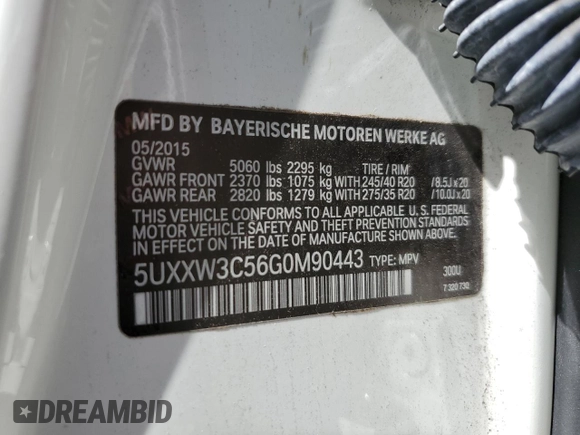 MFD BY BAYERISCHE MOTOREN WERKE AG
05/2015
GVWR 5060 lbs 2295 kg TIRE / RIM
GAWR FRONT 2370 lbs 1075 kg WITH 245/40 R20 /8.5J x 20
GAWR REAR 2820 lbs 1279 kg WITH 275/35 R20 /10.0J x 20
THIS VEHICLE CONFORMS TO ALL APPLICABLE U.S. FEDERAL
MOTOR VEHICLE SAFETY AND THEFT PREVENTION STANDARDS
IN EFFECT ON THE DATE OF MANUFACTURE SHOWN ABOVE.
5UXXW3C56G0M90443 TYPE: MPV
300U
7 320 730
DREAMBID